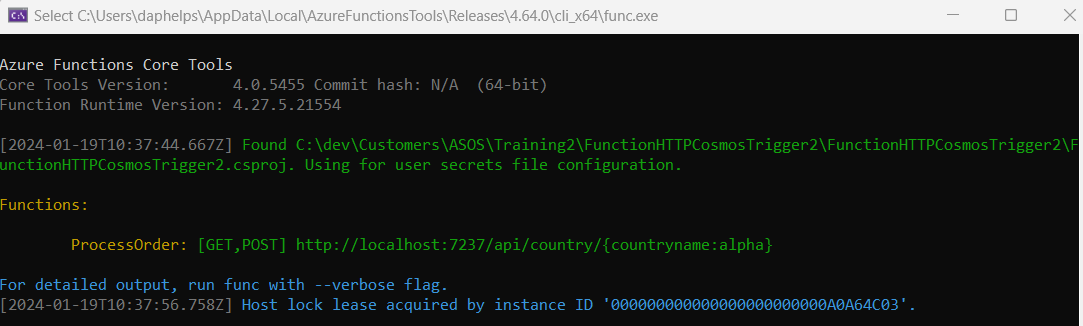 Select C:\Users\daphelps\AppData\Local\AzureFunctionsTools\Releases\4.64.0\cli_x64\func.exe
Azure Functions Core Tools
Core Tools Version:       4.0.5455 Commit hash: N/A  (64-bit)
Function Runtime Version: 4.27.5.21554
[2024-01-19T10:37:44.667Z] Found C:\dev\Customers\ASOS\Training2\FunctionHTTPCosmosTrigger2\FunctionHTTPCosmosTrigger2\F
unctionHTTPCosmosTrigger2.csproj. Using for user secrets file configuration.
Functions:
        ProcessOrder: [GET,POST] http://localhost:7237/api/country/{countryname:alpha}
For detailed output, run func with --verbose flag.
[2024-01-19T10:37:56.758Z] Host lock lease acquired by instance ID '000000000000000000000000A0A64C03'.